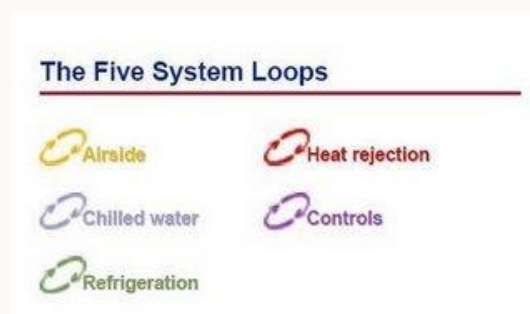 The Five System Loops
Airside
Heat rejection
Chilled water
Controls
Refrigeration